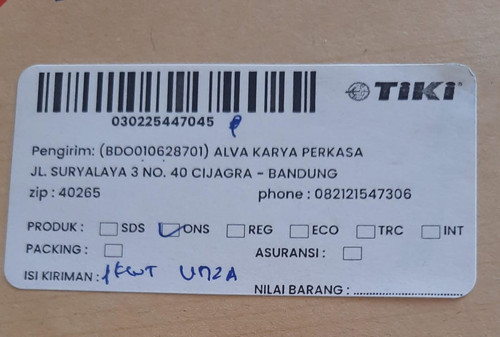 TIKI
030225447045
Pengirim: (BDO010628701) ALVA KARYA PERKASA
JL. SURYALAYA 3 NO. 40 CIJAGRA - BANDUNG
zip : 40265 phone : 082121547306
PRODUK : SDS ONS REG ECO TRC INT
PACKING : ASURANSI :
ISI KIRIMAN :
NILAI BARANG :